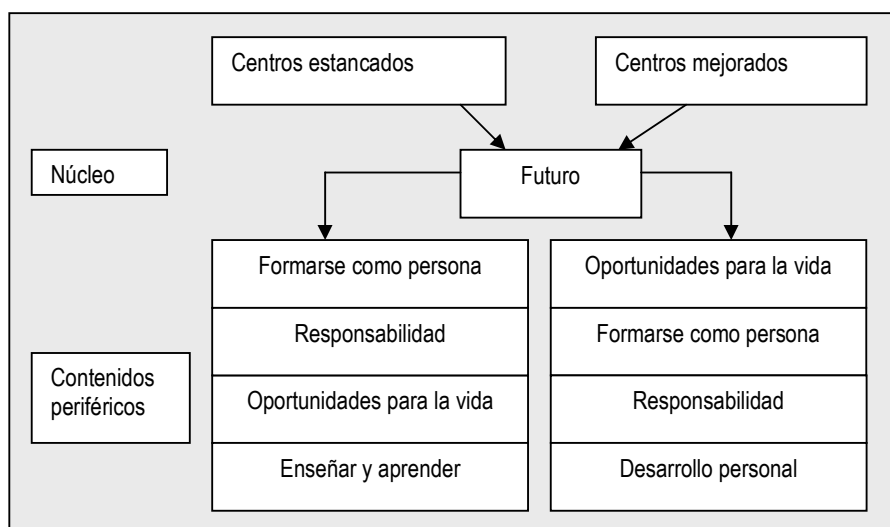 Centros estancados
Centros mejorados
Núcleo
Futuro
Formarse como persona
Oportunidades para la vida
Responsabilidad
Formarse como persona
Contenidos
periféricos
Oportunidades para la vida
Responsabilidad
Enseñar y aprender
Desarrollo personal